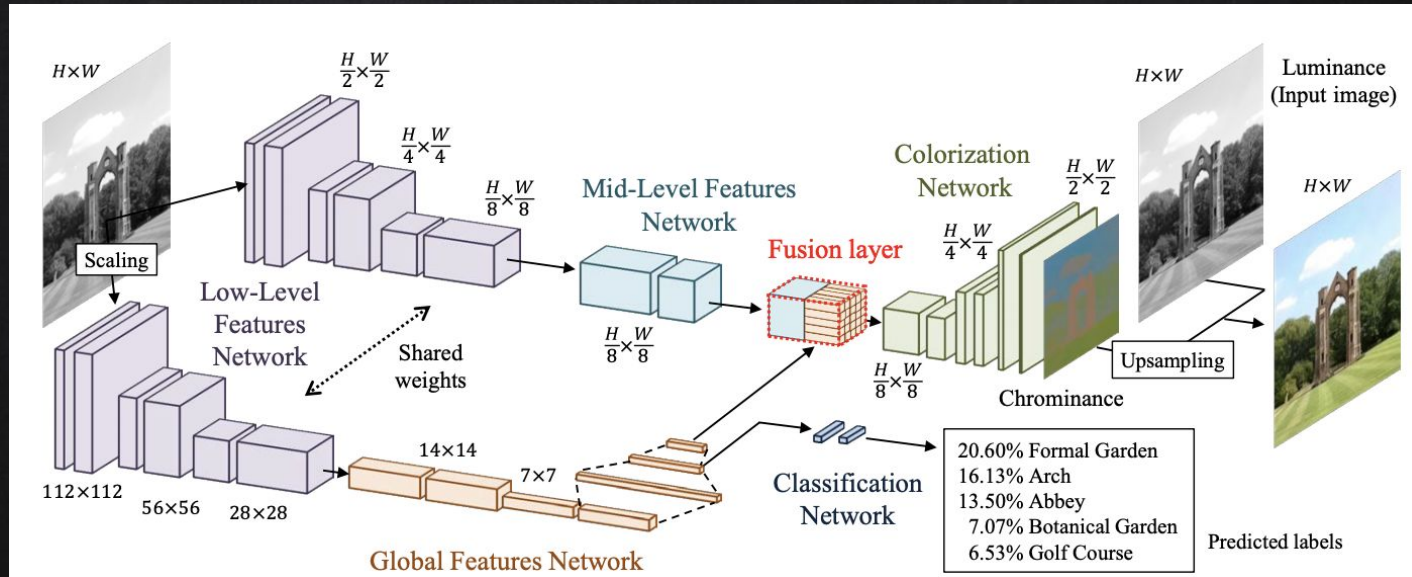 H×W
H/2 × W/2
H/4 × W/4
H/8 × W/8
Scaling
Low-Level
Features
Network
Shared
weights
112×112
56×56
28×28
Mid-Level Features
Network
H/8 × W/8
Fusion layer
14×14
7×7
Global Features Network
Colorization
Network
H/8 × W/8
H/4 × W/4
H/2 × W/2
Chrominance
Classification
Network
20.60% Formal Garden
16.13% Arch
13.50% Abbey
7.07% Botanical Garden
6.53% Golf Course
Predicted labels
H×W
Luminance
(Input image)
Upsampling
H×W